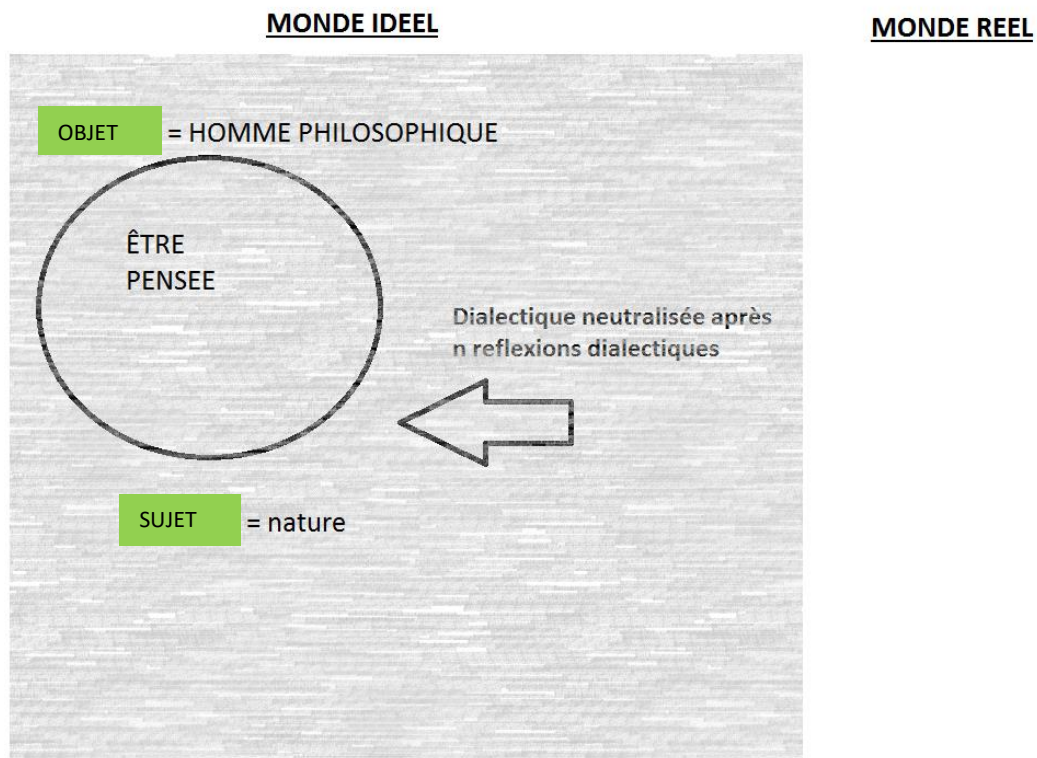 MONDE IDEEL
MONDE REEL
OBJET = HOMME PHILOSOPHIQUE
ÊTRE
PENSEE
Dialectique neutralisée après
n reflexions dialectiques
SUJET = nature